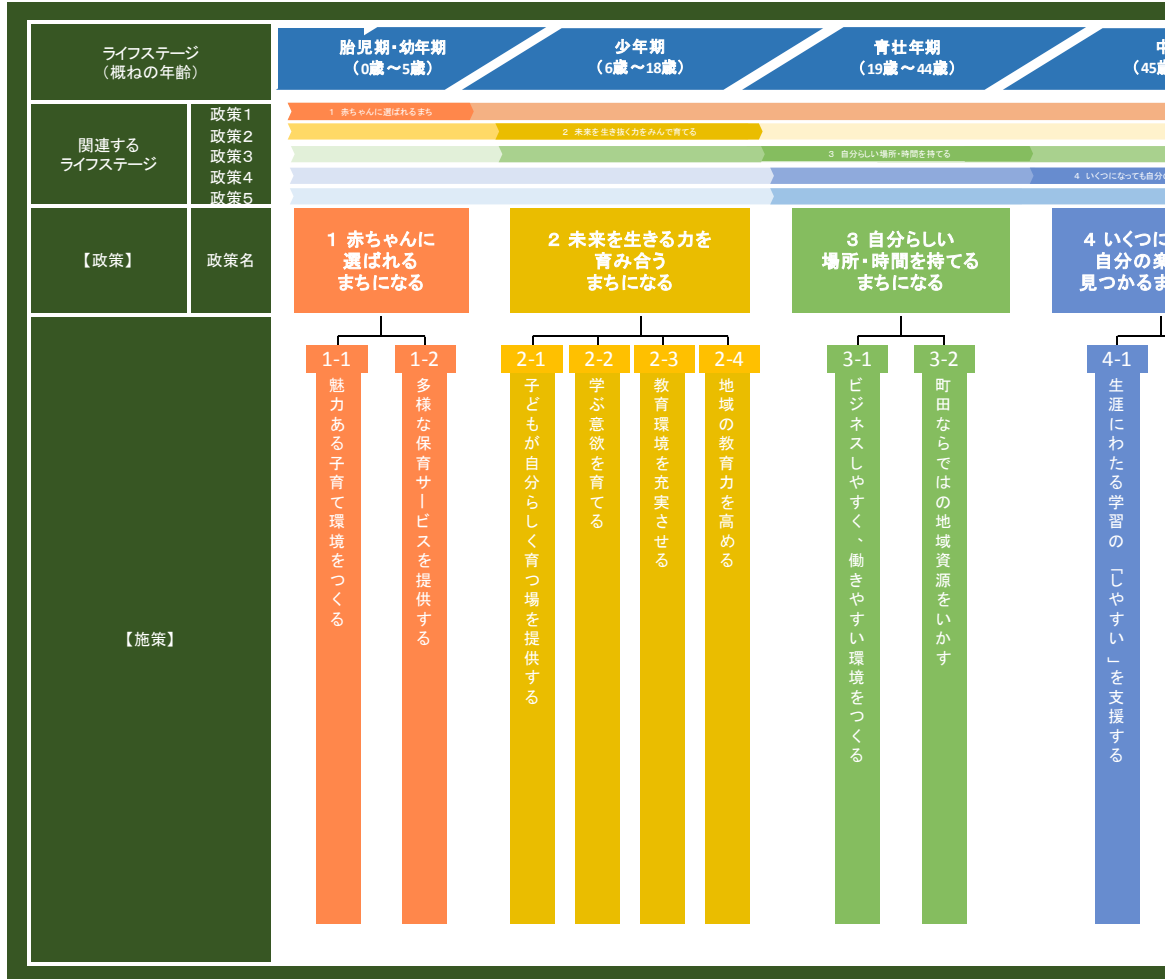 ライフステージ
（概ねの年齢）
胎児期・幼年期
（0歳～5歳）
少年期
（6歳～18歳）
青壮年期
（19歳～44歳）
中
（45歳
関連する
ライフステージ
政策1
政策2
政策3
政策4
政策5
1 赤ちゃんに選ばれるまち
2 未来を生き抜く力をみんで育てる
3 自分らしい場所・時間を持てる
4 いくつになっても自分の
【政策】
政策名
1 赤ちゃんに
選ばれる
まちになる
2 未来を生きる力を
育み合う
まちになる
3 自分らしい
場所・時間を持てる
まちになる
4 いくつに
自分の楽
見つかるま
【施策】
1-1
魅力ある子育て環境をつくる
1-2
多様な保育サービスを提供する
2-1
子どもが自分らしく育つ場を提供する
2-2
学ぶ意欲を育てる
2-3
教育環境を充実させる
2-4
地域の教育力を高める
3-1
ビジネスしやすく、働きやすい環境をつくる
3-2
町田ならではの地域資源をいかす
4-1
生涯にわたる学習の「しやすい」を支援する